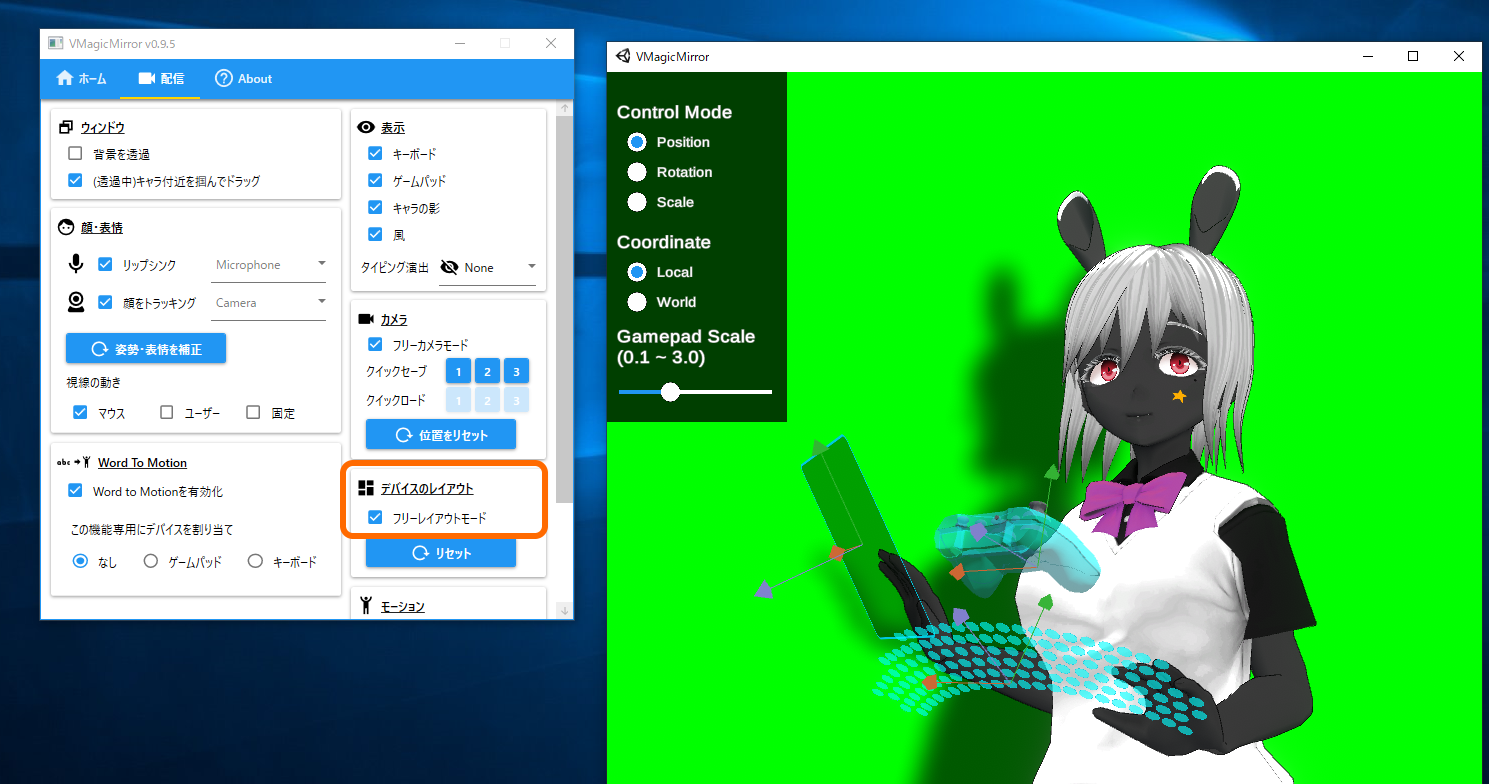 VMagicMirror v0.9.5
ホーム
配信
About
ウィンドウ
背景を透過
(透過中)キャラ付近を掴んでドラッグ
顔・表情
リップシンク
Microphone
顔をトラッキング
Camera
姿勢・表情を補正
視線の動き
マウス
ユーザー
固定
abc
Word To Motion
Word to Motionを有効化
この機能専用にデバイスを割り当て
なし
ゲームパッド
キーボード
表示
キーボード
ゲームパッド
キャラの影
風
タイピング演出
None
カメラ
フリーカメラモード
クイックセーブ 1 2 3
クイックロード 1 2 3
位置をリセット
デバイスのレイアウト
フリーレイアウトモード
リセット
モーション
VMagicMirror
Control Mode
Position
Rotation
Scale
Coordinate
Local
World
Gamepad Scale
(0.1 ~ 3.0)